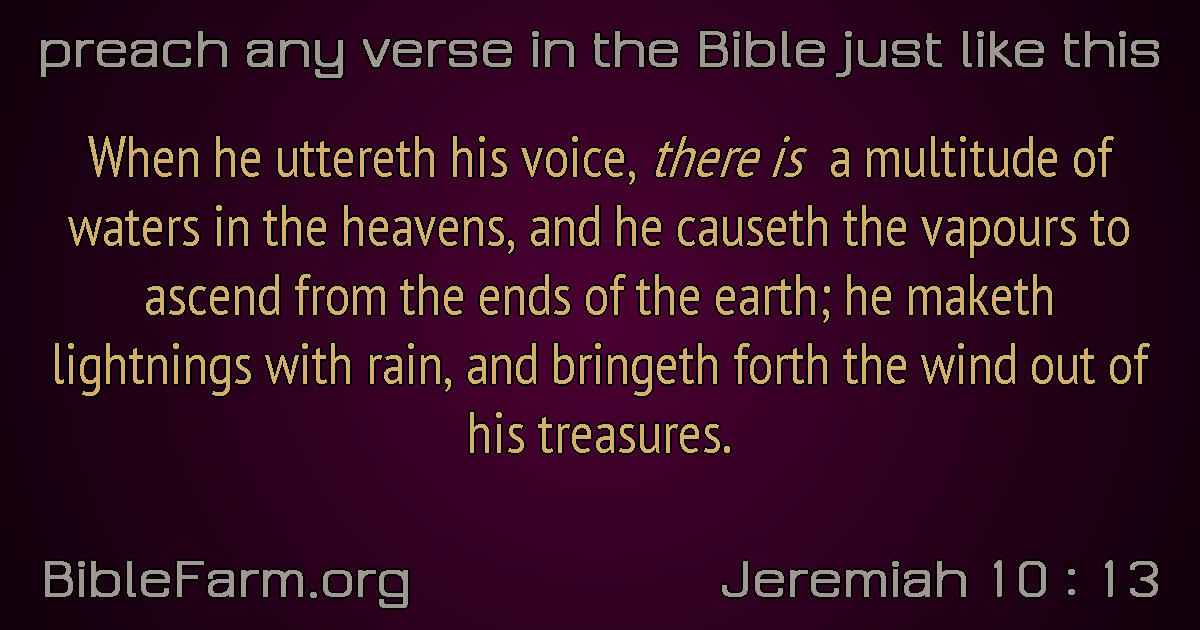 preach any verse in the Bible just like this
When he uttereth his voice, there is a multitude of
waters in the heavens, and he causeth the vapours to
ascend from the ends of the earth; he maketh
lightnings with rain, and bringeth forth the wind out of
his treasures.
BibleFarm.org
Jeremiah 10 : 13